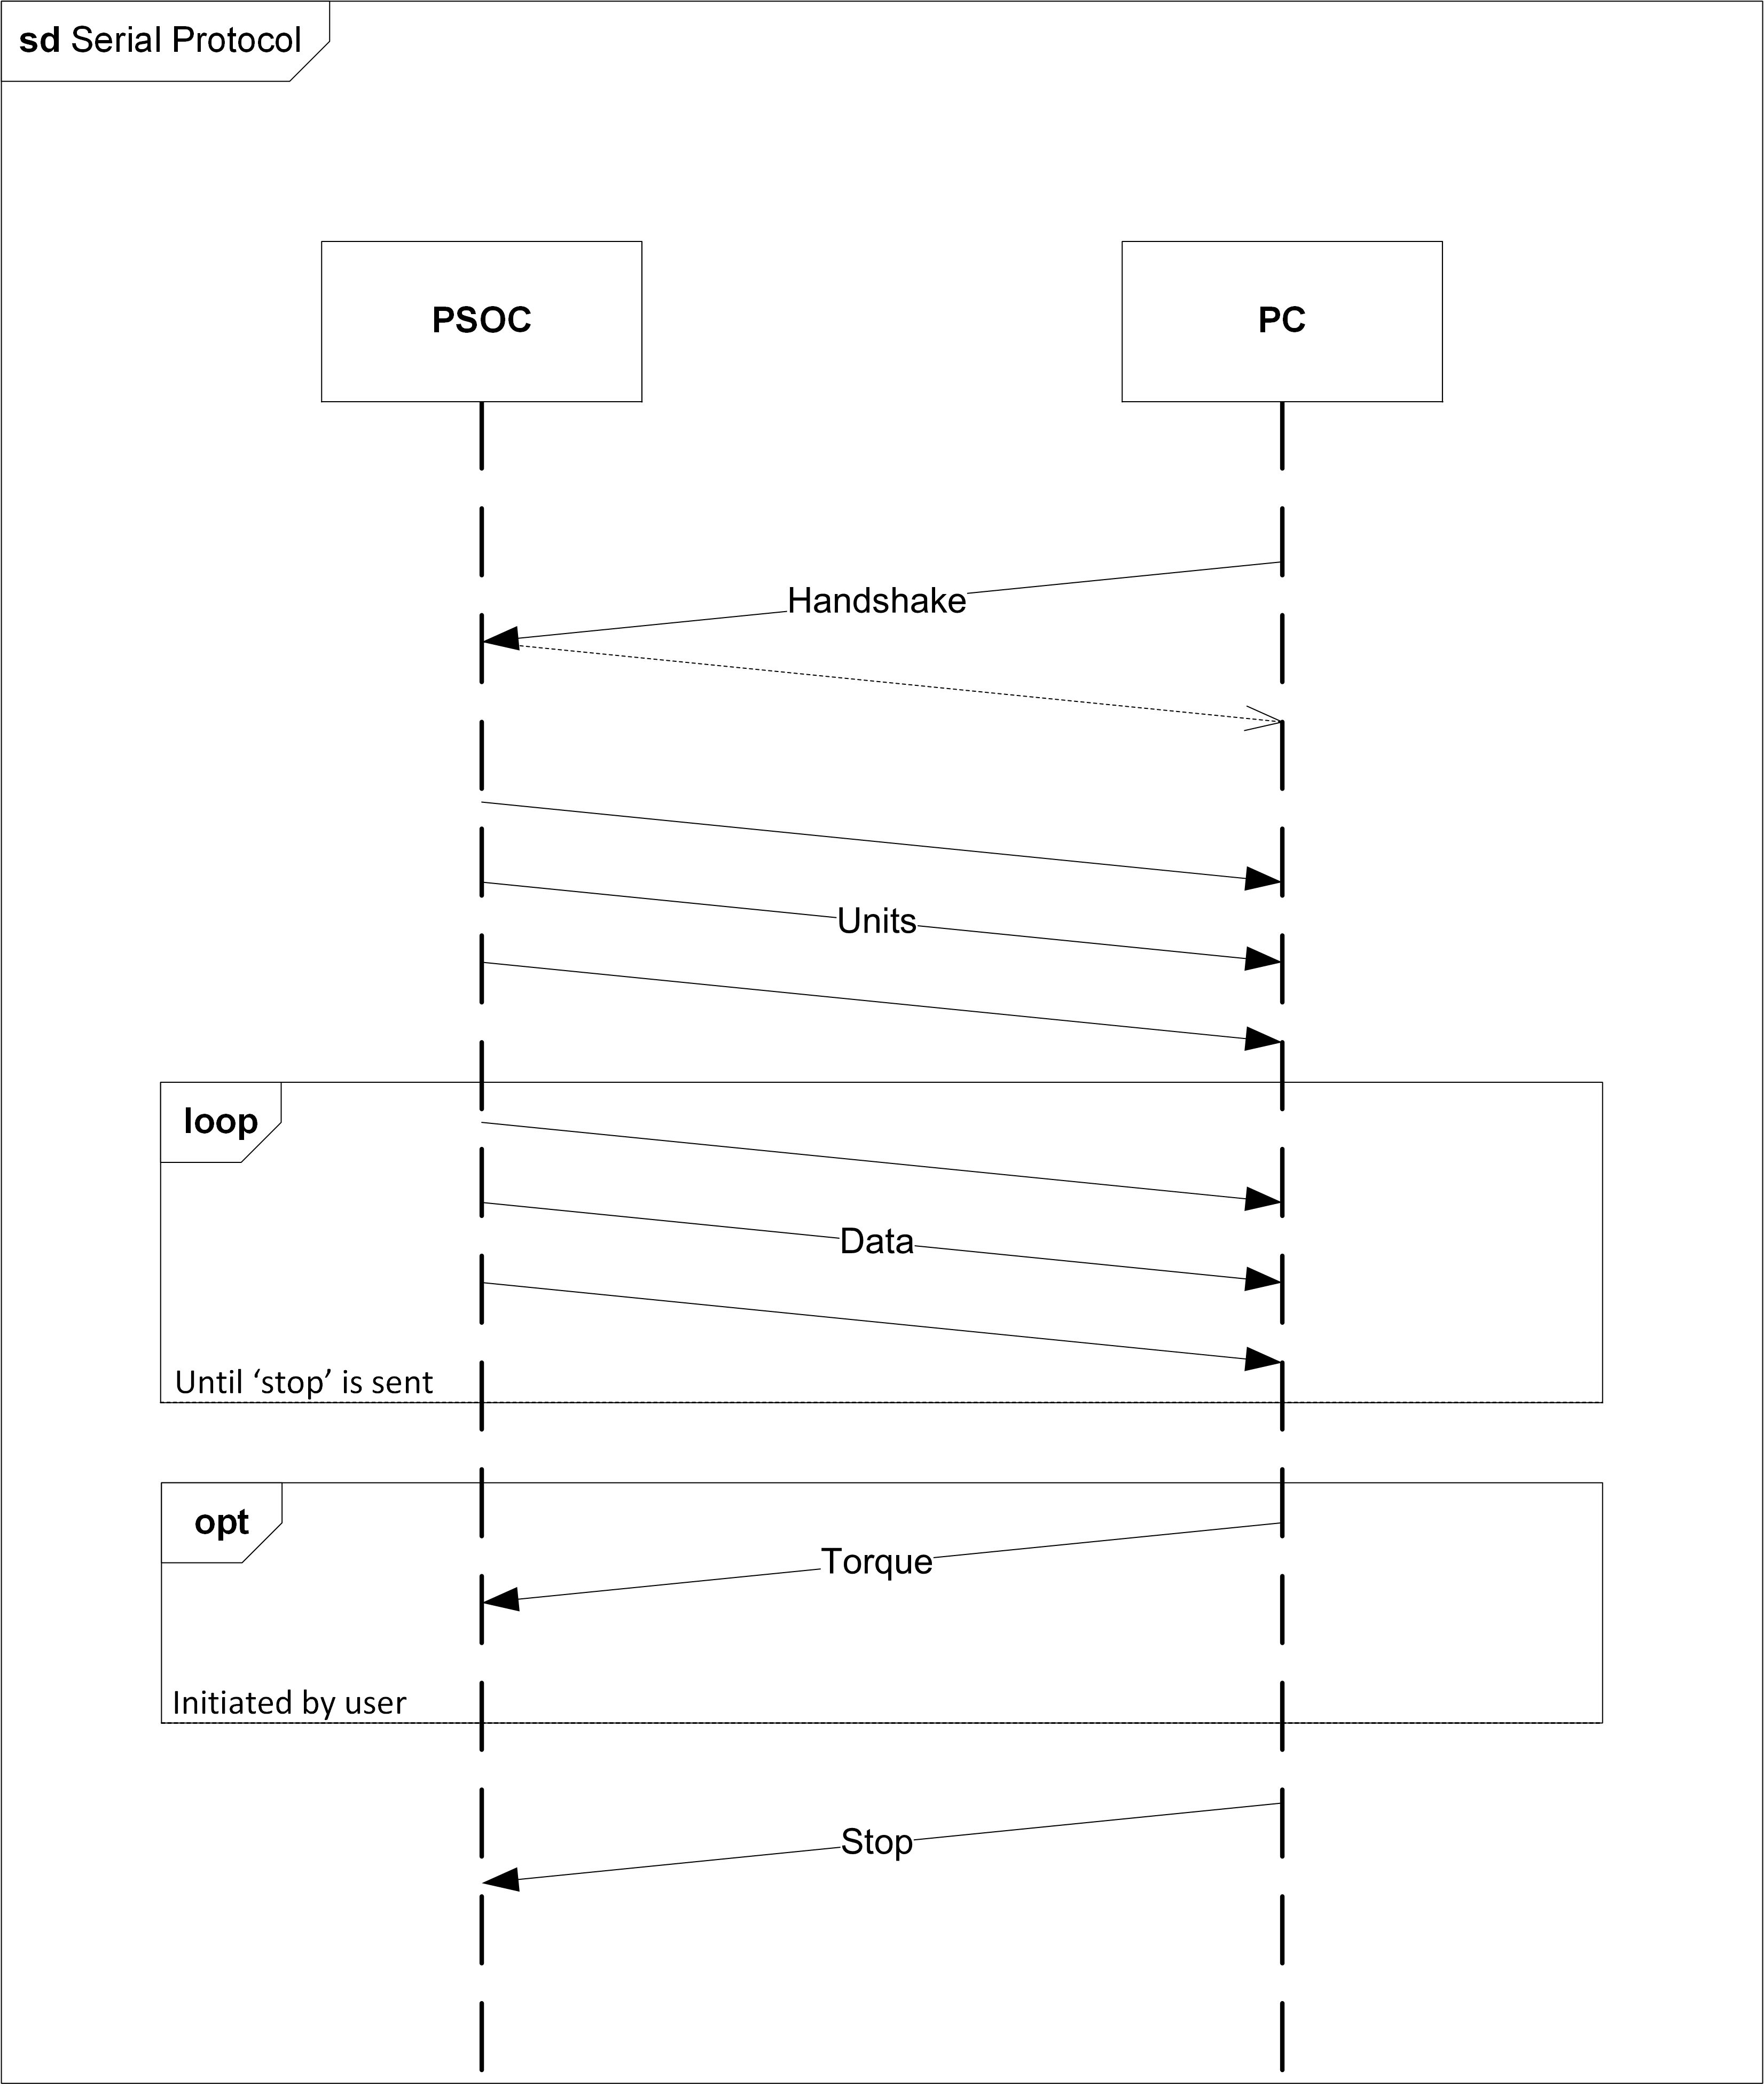 sd Serial Protocol
PSOC
PC
Handshake
Units
loop
Data
Until ‘stop’ is sent
opt
Torque
Initiated by user
Stop